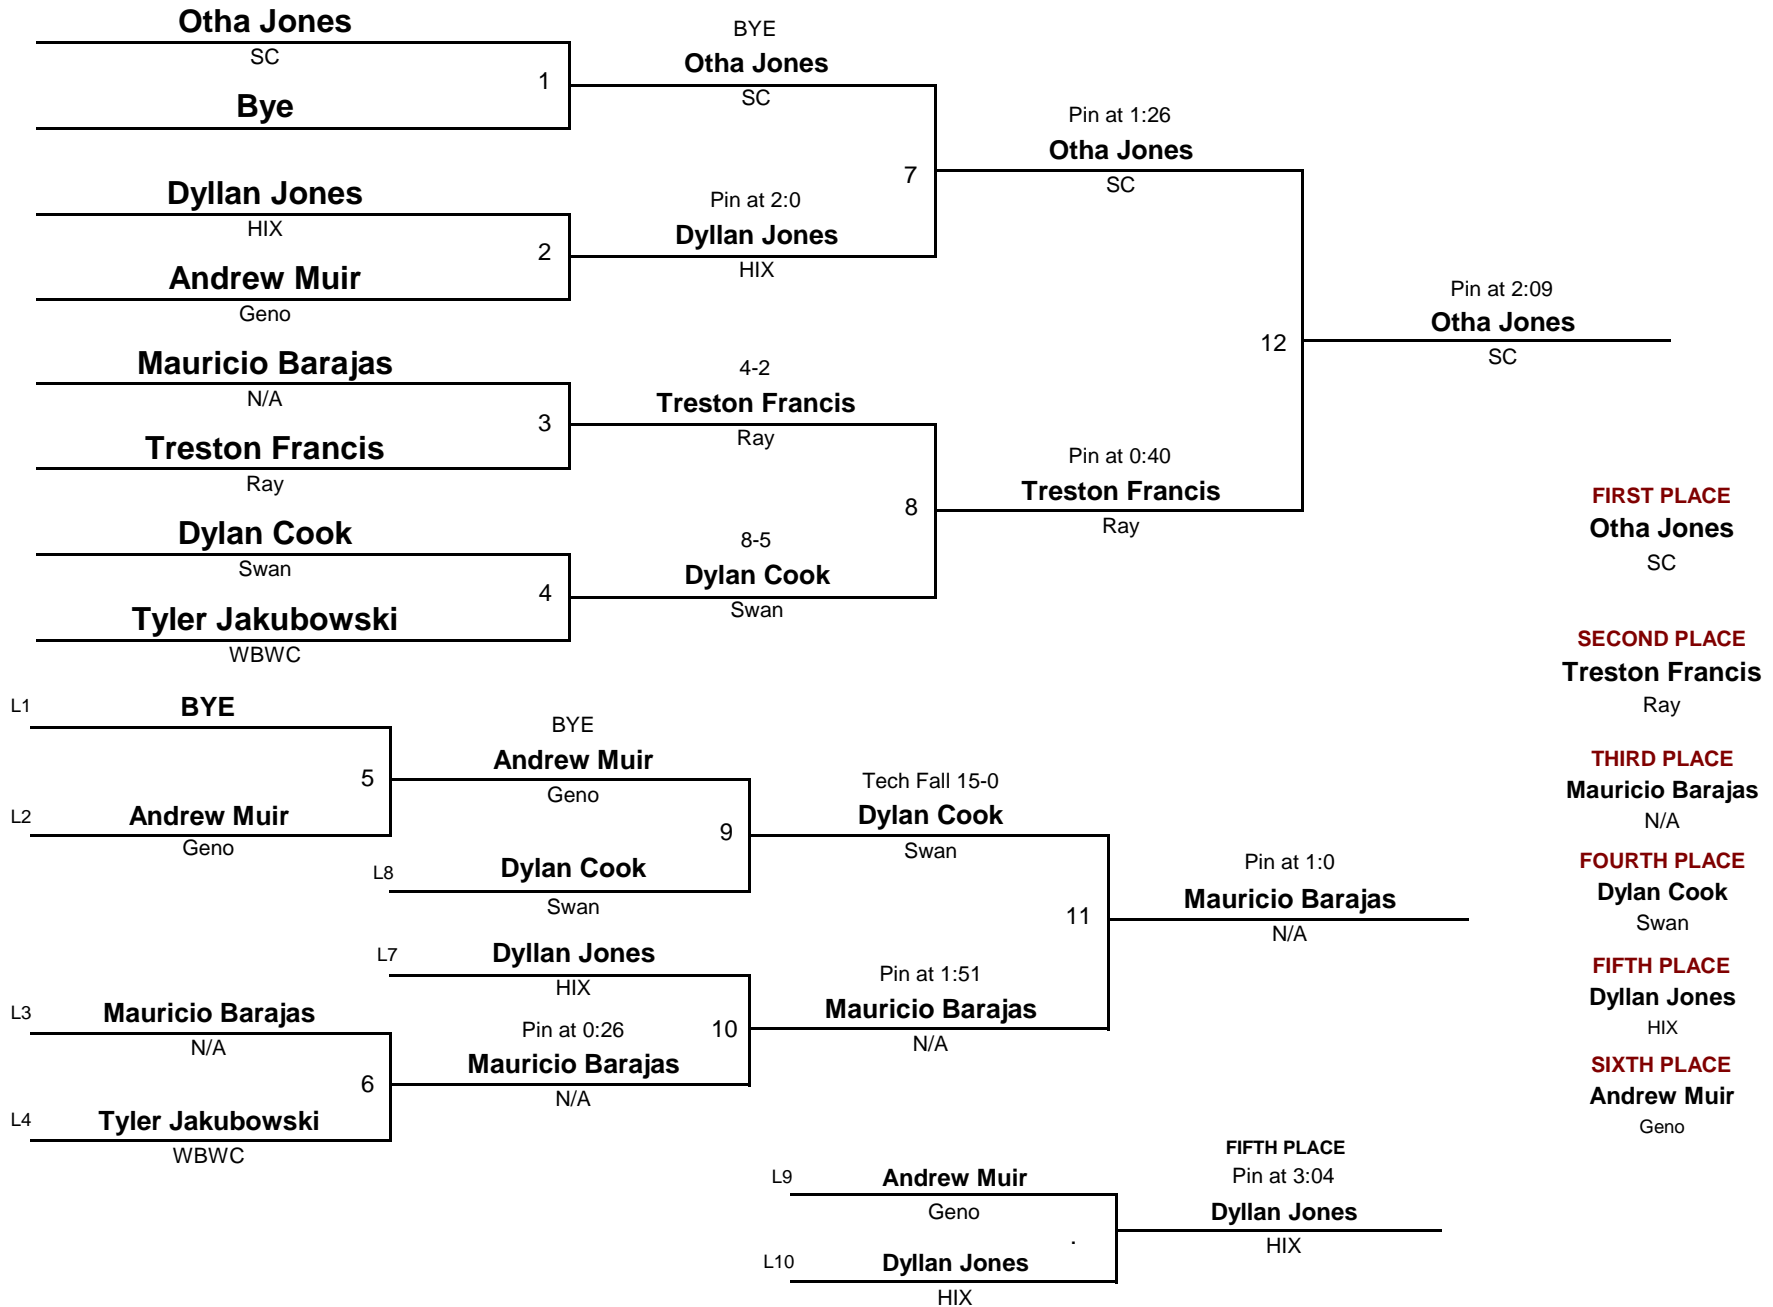 Otha Jones
SC
1
Bye
BYE
Otha Jones
SC
Dyllan Jones
HIX
2
Andrew Muir
Geno
Pin at 2:0
Dyllan Jones
HIX
7
Pin at 1:26
Otha Jones
SC
Mauricio Barajas
N/A
3
Treston Francis
Ray
4-2
Treston Francis
Ray
Dylan Cook
Swan
4
Tyler Jakubowski
WBWC
8-5
Dylan Cook
Swan
8
Pin at 0:40
Treston Francis
Ray
12
Pin at 2:09
Otha Jones
SC
FIRST PLACE
Otha Jones
SC
SECOND PLACE
Treston Francis
Ray
THIRD PLACE
Mauricio Barajas
N/A
FOURTH PLACE
Dylan Cook
Swan
FIFTH PLACE
Dyllan Jones
HIX
SIXTH PLACE
Andrew Muir
Geno
L1
BYE
5
L2
Andrew Muir
Geno
BYE
Andrew Muir
Geno
9
L8
Dylan Cook
Swan
Tech Fall 15-0
Dylan Cook
Swan
L7
Dyllan Jones
HIX
L3
Mauricio Barajas
N/A
6
L4
Tyler Jakubowski
WBWC
Pin at 0:26
Mauricio Barajas
N/A
10
Pin at 1:51
Mauricio Barajas
N/A
11
Pin at 1:0
Mauricio Barajas
N/A
L9
Andrew Muir
Geno
.
L10
Dyllan Jones
HIX
FIFTH PLACE
Pin at 3:04
Dyllan Jones
HIX